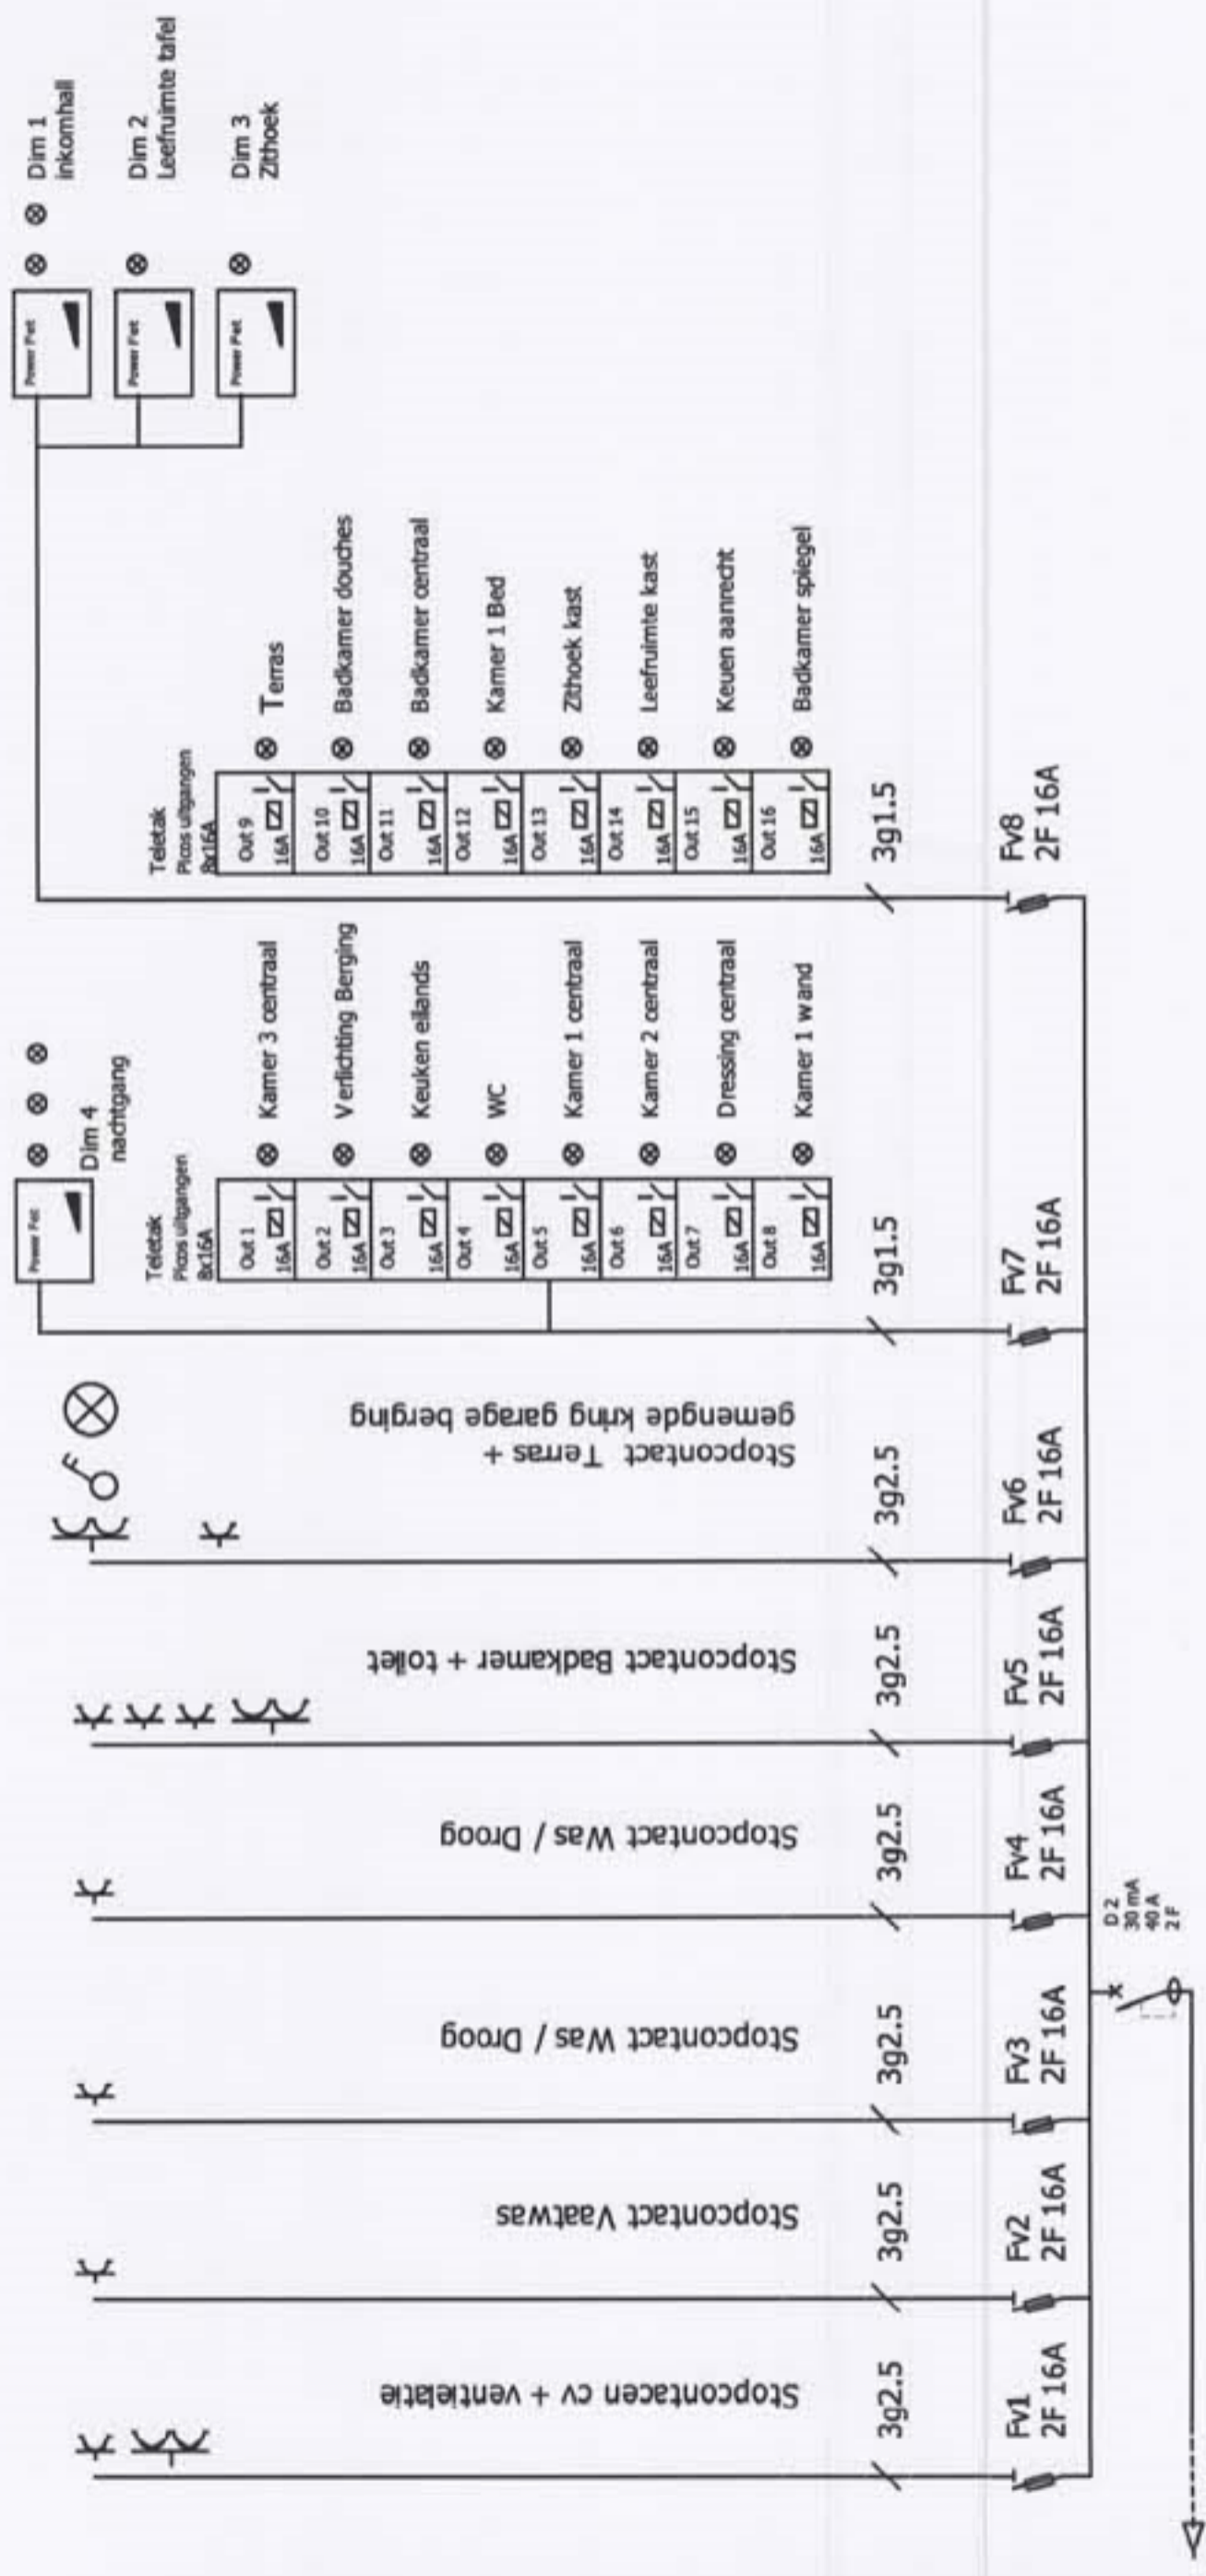 Dim 1
inkomhall
Dim 2
Leefruimte tafel
Dim 3
Zithoek
Power Fet
Power Fet
Power Fet
Teletak
Picos uitgangen
8x16A
Out 9
16A
Terras
Out 10
16A
Badkamer douches
Out 11
16A
Badkamer centraal
Out 12
16A
Kamer 1 Bed
Out 13
16A
Zithoek kast
Out 14
16A
Leefruimte kast
Out 15
16A
Keuen aanrecht
Out 16
16A
Badkamer spiegel
3g1.5
Fv8
2F 16A
Power Fet
Dim 4
nachtgang
Teletak
Picos uitgangen
8x16A
Out 1
16A
Kamer 3 centraal
Out 2
16A
Verlichting Berging
Out 3
16A
Keuken eilands
Out 4
16A
WC
Out 5
16A
Kamer 1 centraal
Out 6
16A
Kamer 2 centraal
Out 7
16A
Dressing centraal
Out 8
16A
Kamer 1 wand
3g1.5
Fv7
2F 16A
Stopcontact Terras +
gemengde kring garage berging
3g2.5
Fv6
2F 16A
Stopcontact Badkamer + toilet
3g2.5
Fv5
2F 16A
Stopcontact Was / Droog
3g2.5
Fv4
2F 16A
Stopcontact Was / Droog
3g2.5
Fv3
2F 16A
Stopcontact Vaatwas
3g2.5
Fv2
2F 16A
Stopcontacen cv + ventielatie
3g2.5
Fv1
2F 16A
D 2
30 mA
40 A
2 F